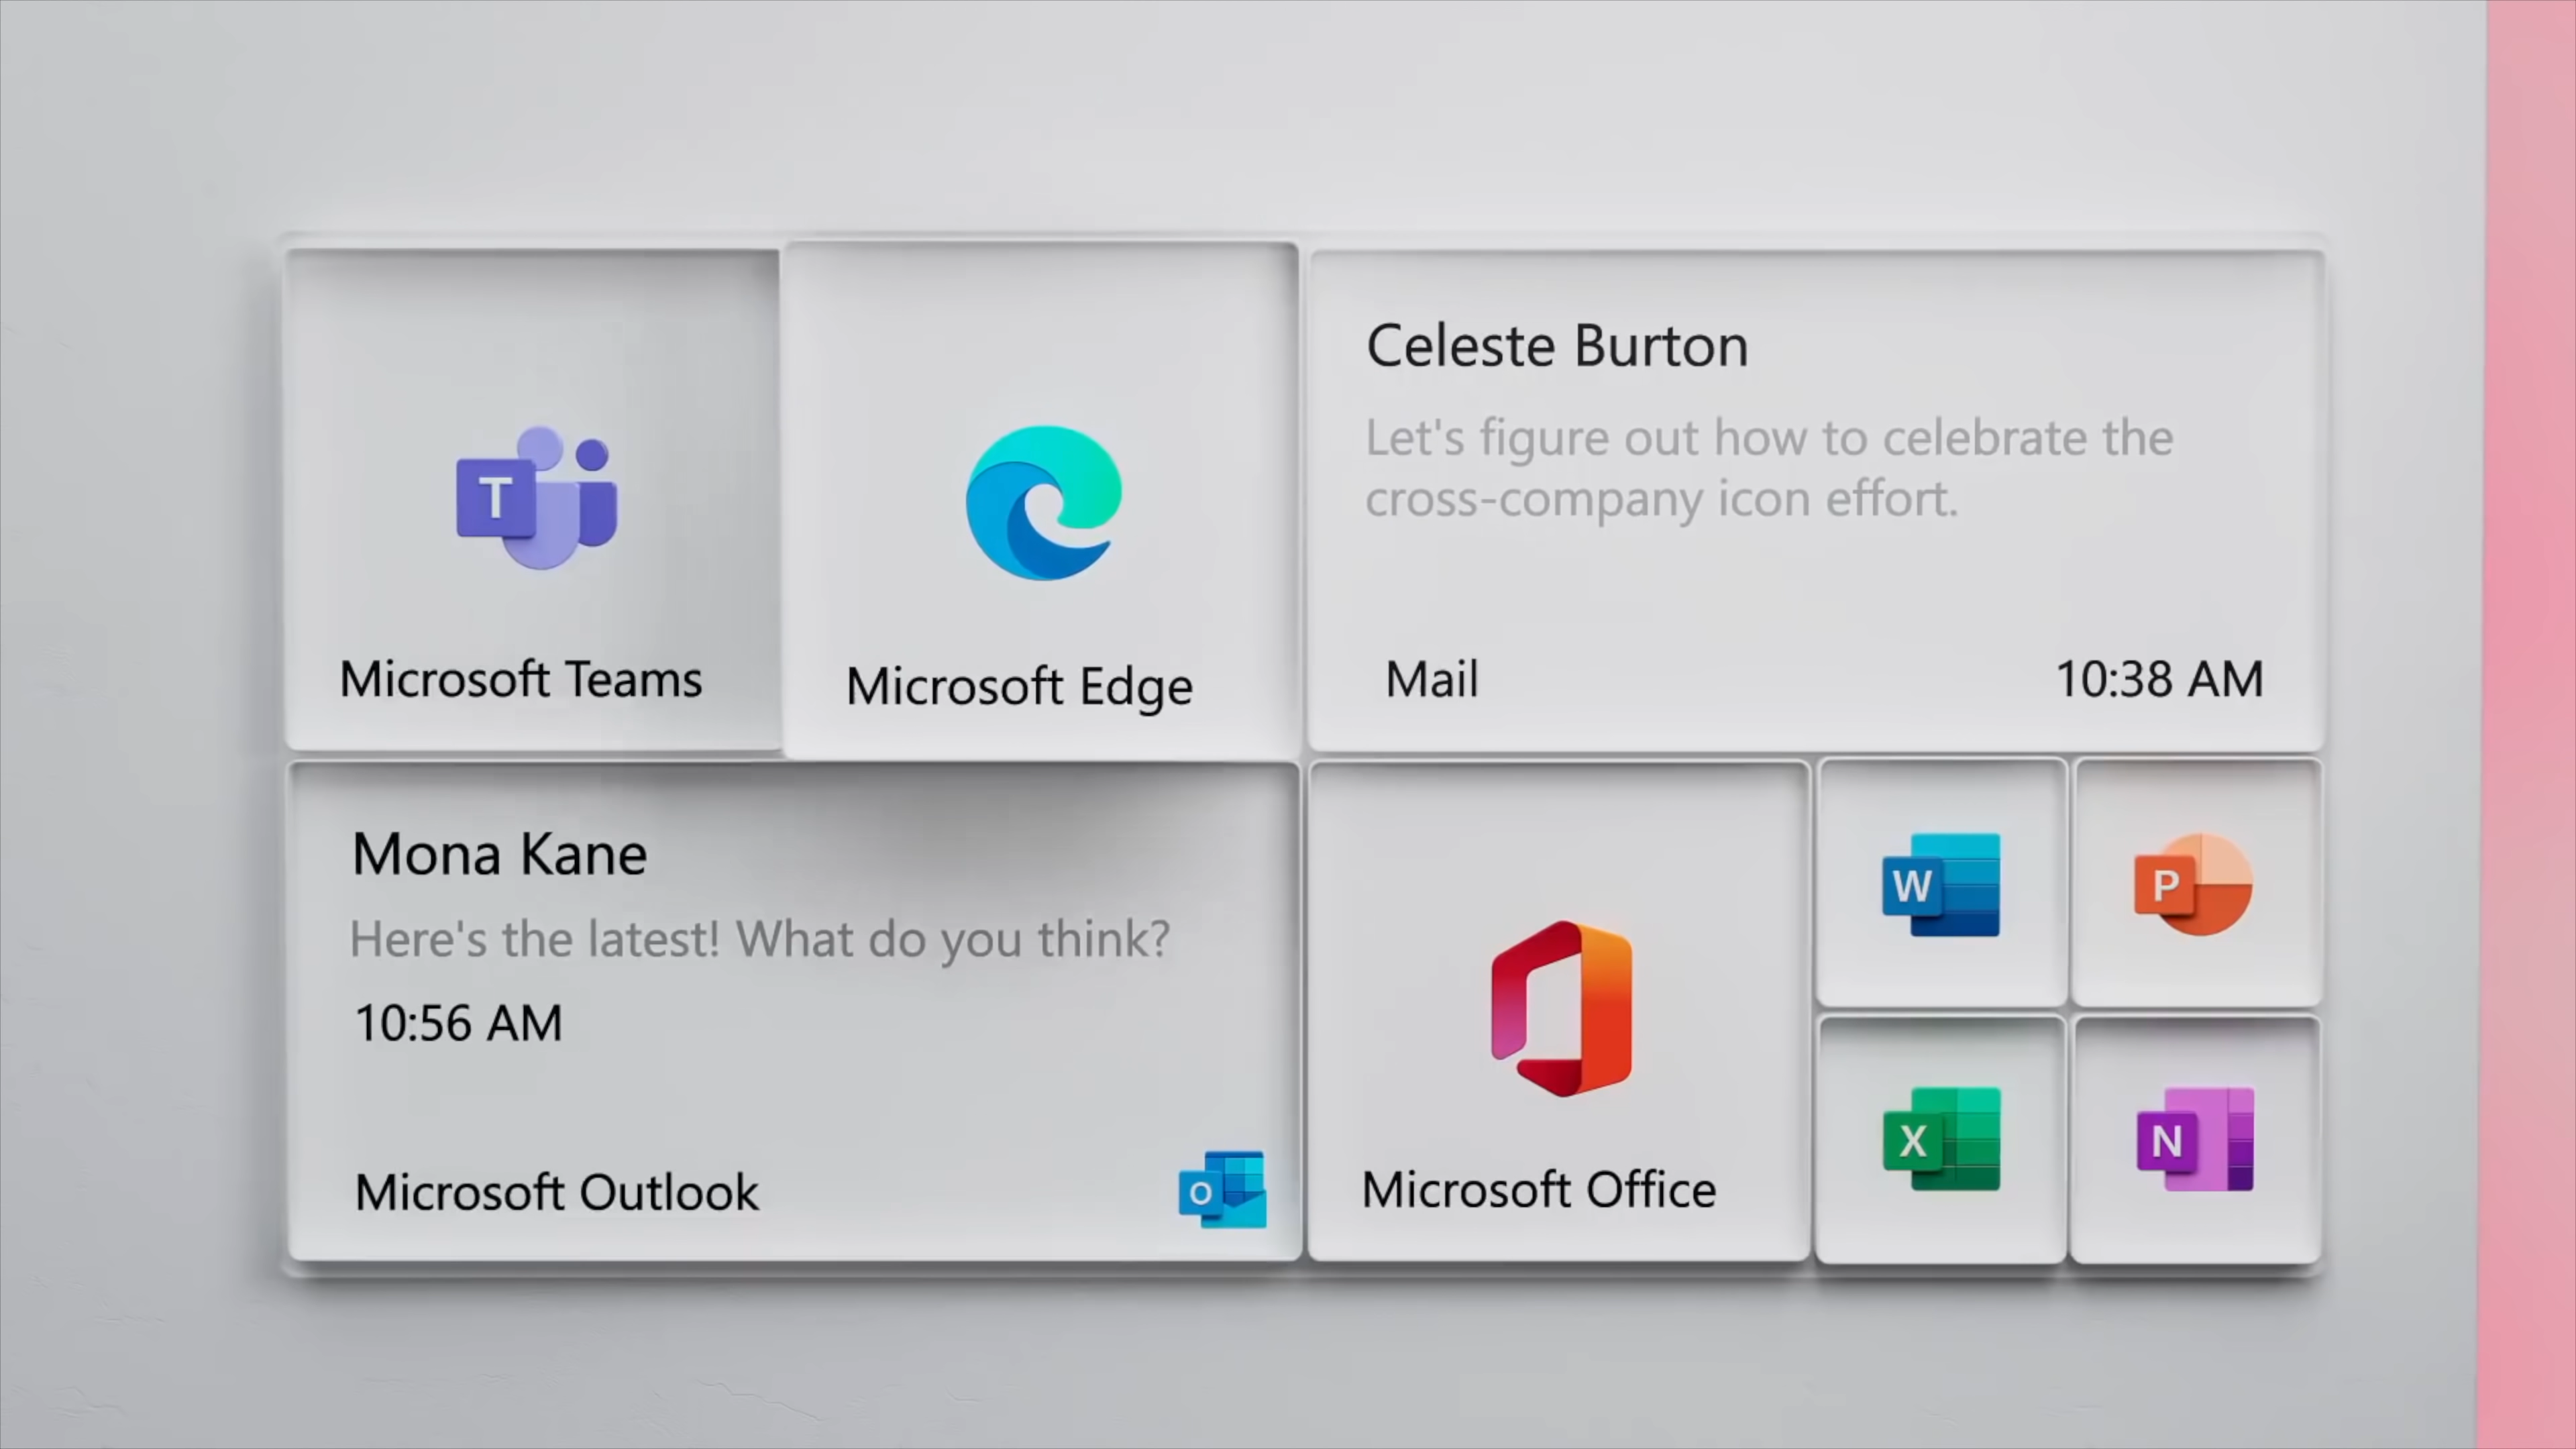 T
Microsoft Teams
Microsoft Edge
Celeste Burton
Let's figure out how to celebrate the
cross-company icon effort.
Mail
10:38 AM
Mona Kane
Here's the latest! What do you think?
10:56 AM
Microsoft Outlook
O
Microsoft Office
W
P
X
N